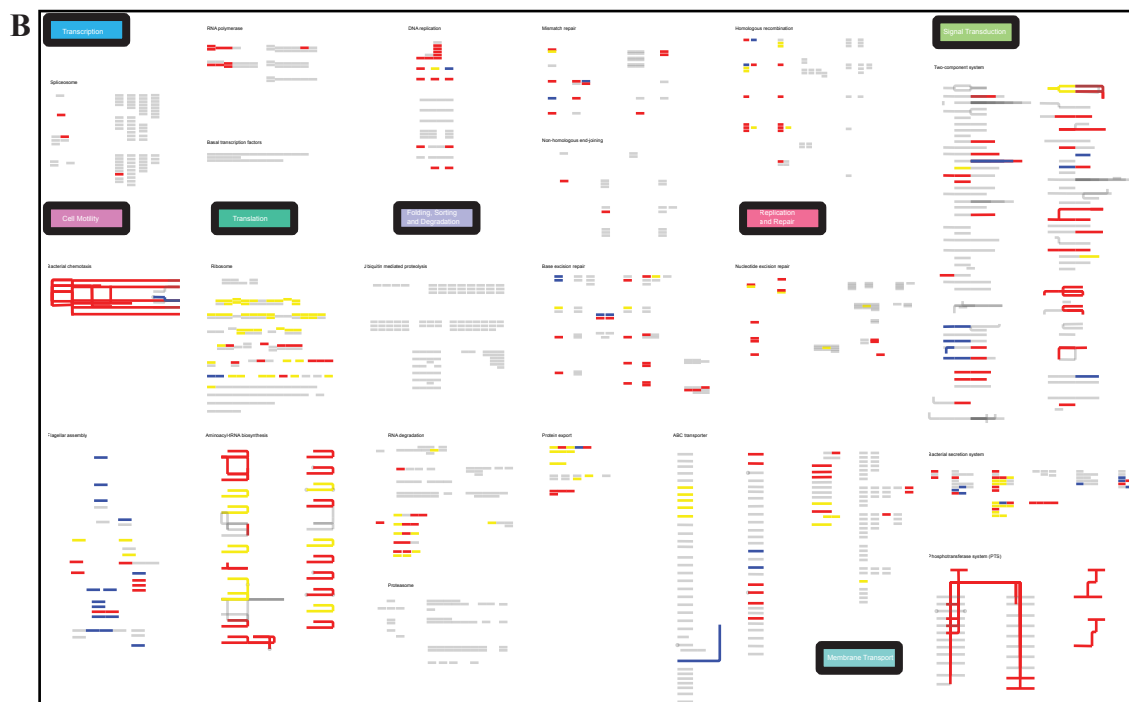 B
Transcription
RNA polymerase
DNA replication
Mismatch repair
Homologous recombination
Signal Transduction
Spliceosome
Two-component system
Basal transcription factors
Non-homologous end-joining
Cell Motility
Translation
Folding, Sorting
and Degradation
Replication
and Repair
Bacterial chemotaxis
Ribosome
Ubiquitin mediated proteolysis
Base excision repair
Nucleotide excision repair
Flagellar assembly
Aminoacyl-tRNA biosynthesis
RNA degradation
Protein export
ABC transporter
Bacterial secretion system
Proteasome
Phosphotransferase system (PTS)
Membrane Transport